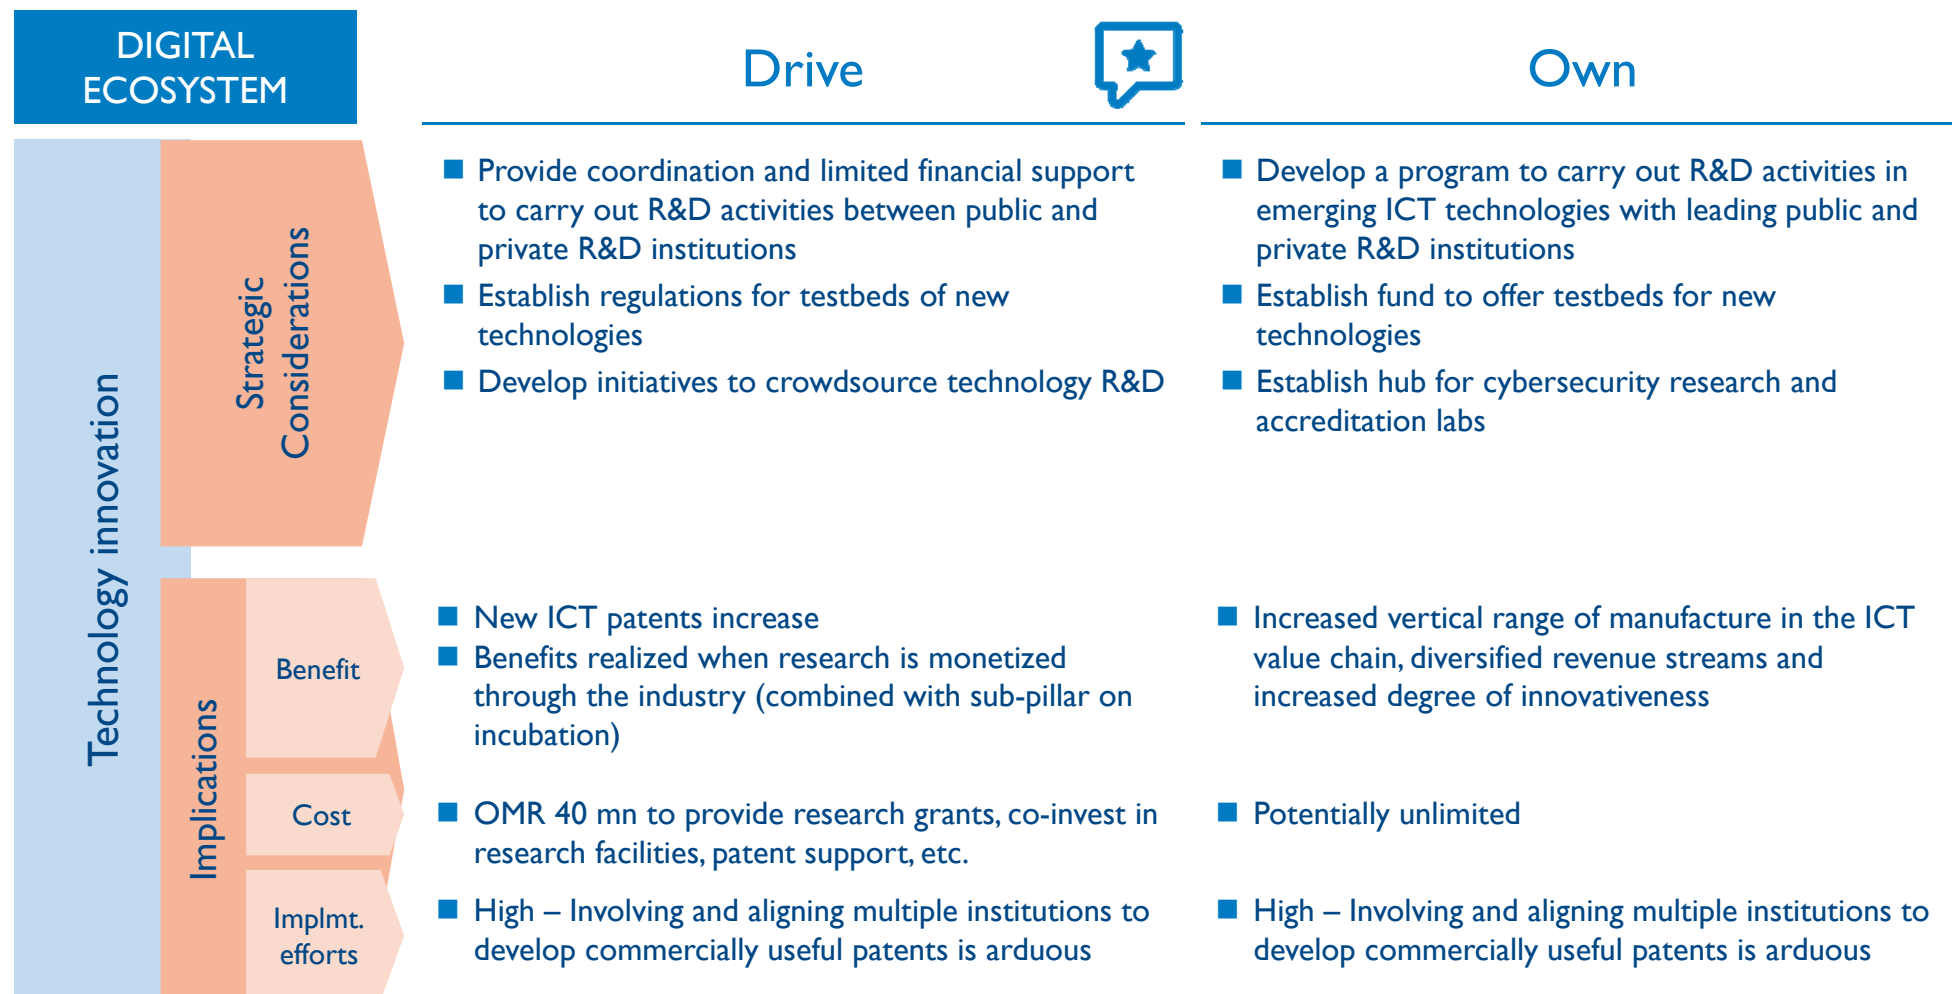 DIGITAL
ECOSYSTEM
Drive
Own
Technology innovation
Strategic
Considerations
■ Provide coordination and limited financial support
to carry out R&D activities between public and
private R&D institutions
■ Establish regulations for testbeds of new
technologies
■ Develop initiatives to crowdsource technology R&D
■ Develop a program to carry out R&D activities in
emerging ICT technologies with leading public and
private R&D institutions
■ Establish fund to offer testbeds for new
technologies
■ Establish hub for cybersecurity research and
accreditation labs
Implications
Benefit
■ New ICT patents increase
■ Benefits realized when research is monetized
through the industry (combined with sub-pillar on
incubation)
■ Increased vertical range of manufacture in the ICT
value chain, diversified revenue streams and
increased degree of innovativeness
Cost
■ OMR 40 mn to provide research grants, co-invest in
research facilities, patent support, etc.
■ Potentially unlimited
Implmt.
efforts
■ High – Involving and aligning multiple institutions to
develop commercially useful patents is arduous
■ High – Involving and aligning multiple institutions to
develop commercially useful patents is arduous